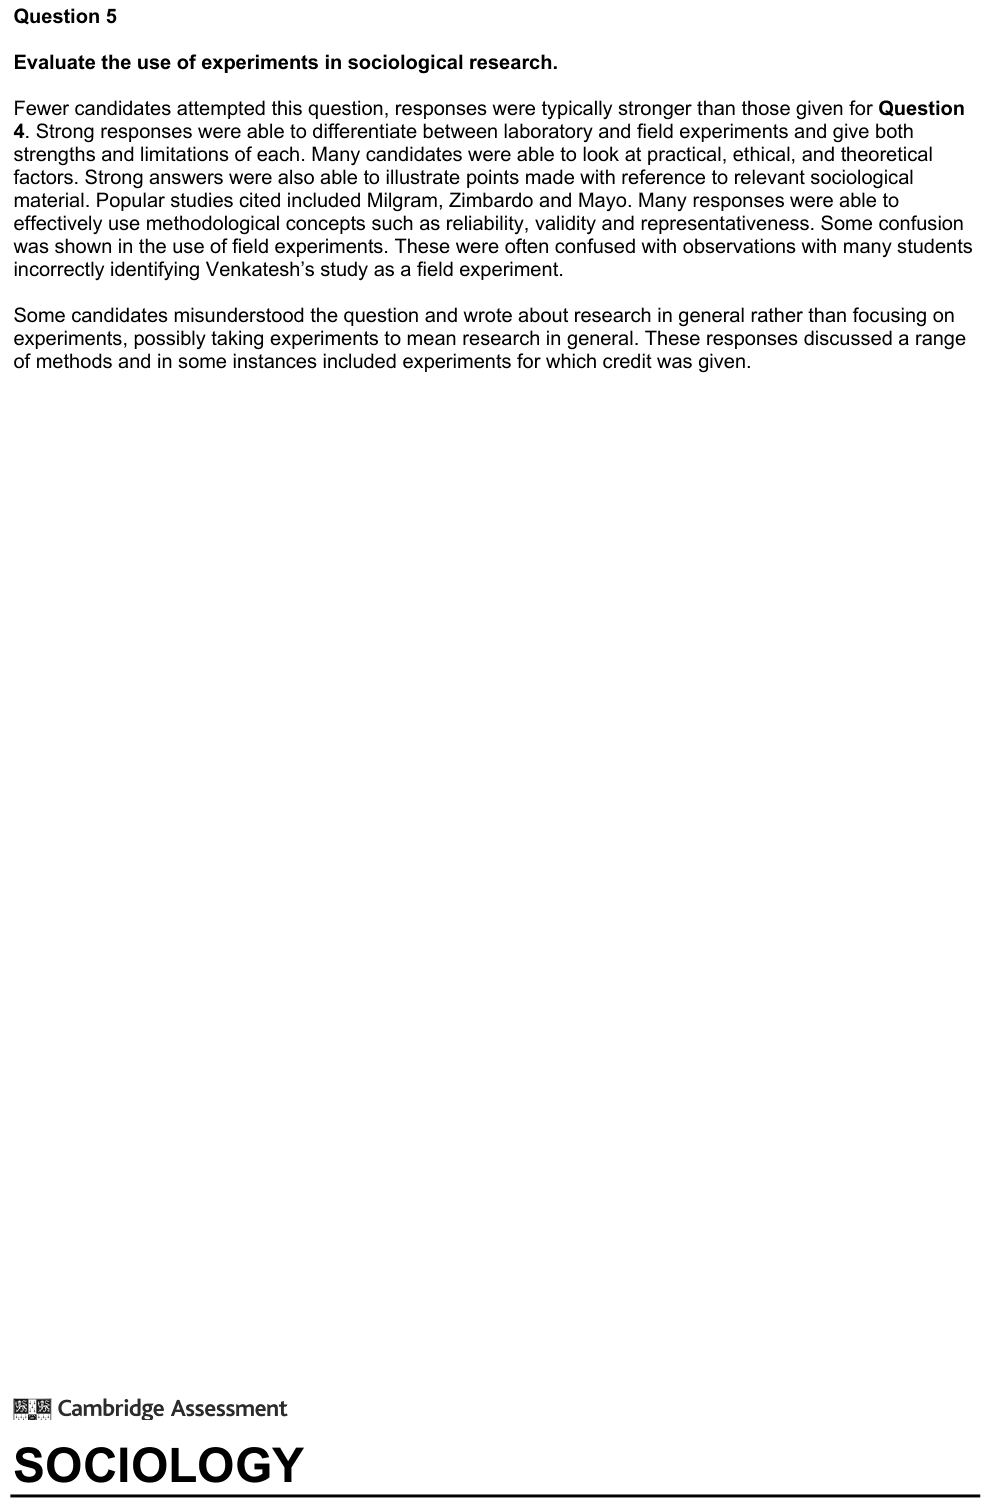 Question 5
Evaluate the use of experiments in sociological research.
Fewer candidates attempted this question, responses were typically stronger than those given for Question
4. Strong responses were able to differentiate between laboratory and field experiments and give both
strengths and limitations of each. Many candidates were able to look at practical, ethical, and theoretical
factors. Strong answers were also able to illustrate points made with reference to relevant sociological
material. Popular studies cited included Milgram, Zimbardo and Mayo. Many responses were able to
effectively use methodological concepts such as reliability, validity and representativeness. Some confusion
was shown in the use of field experiments. These were often confused with observations with many students
incorrectly identifying Venkatesh’s study as a field experiment.
Some candidates misunderstood the question and wrote about research in general rather than focusing on
experiments, possibly taking experiments to mean research in general. These responses discussed a range
of methods and in some instances included experiments for which credit was given.
Cambridge Assessment
SOCIOLOGY